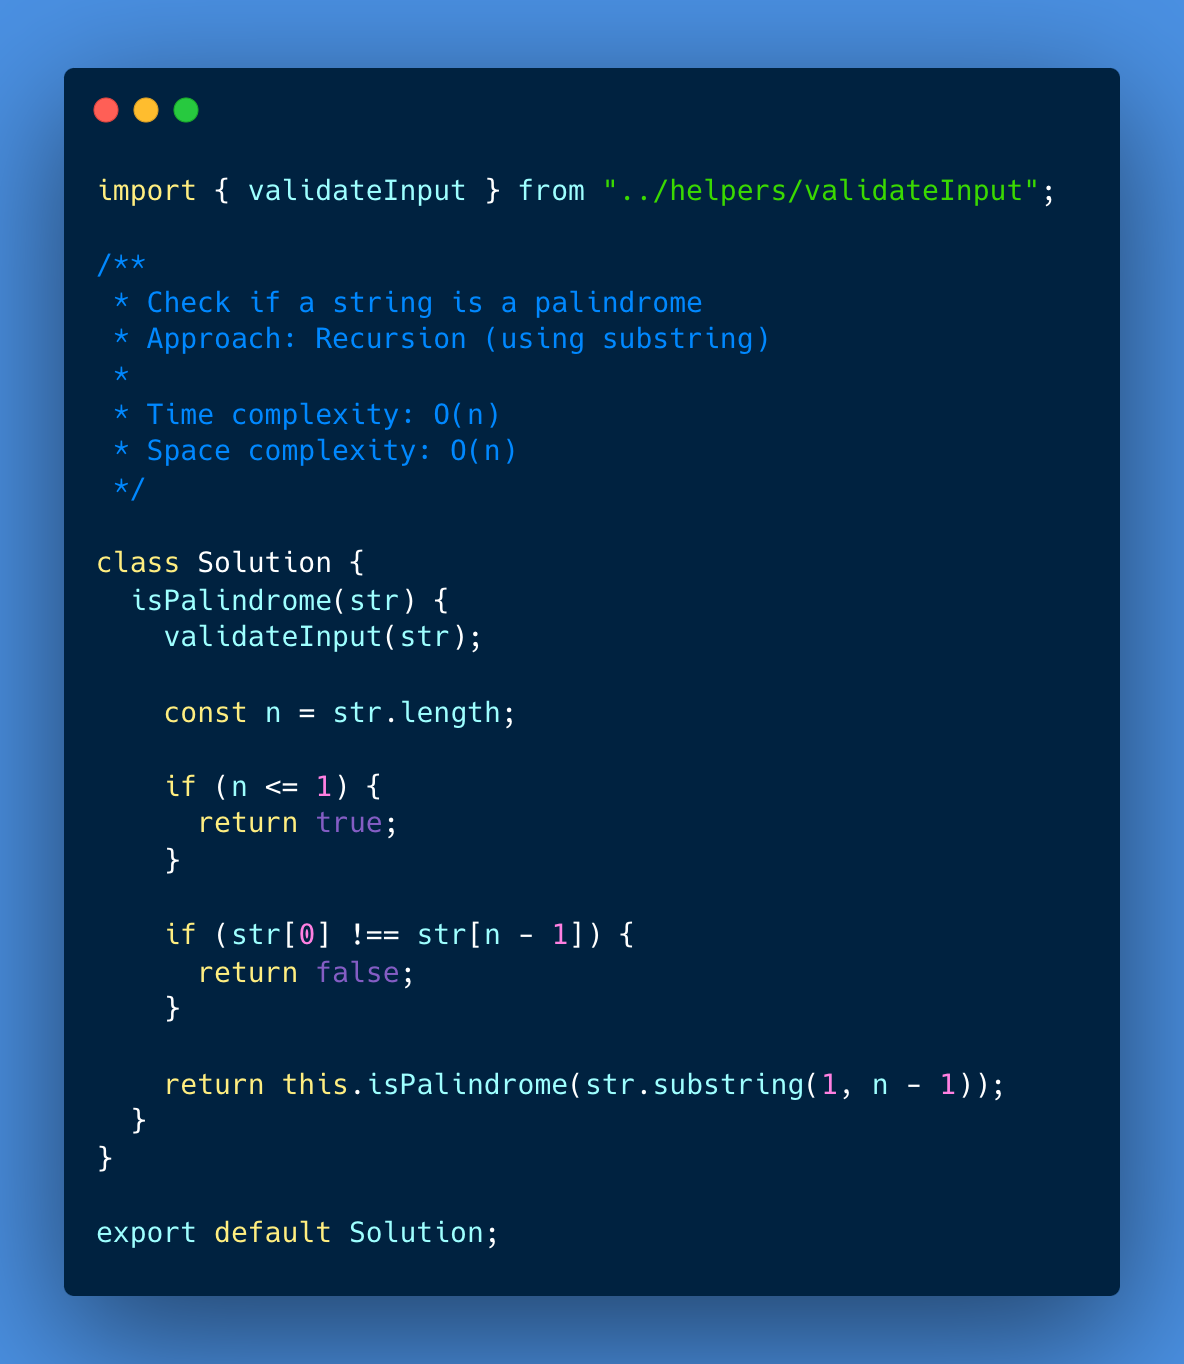 import { validateInput } from "../helpers/validateInput";
/**
 * Check if a string is a palindrome
 * Approach: Recursion (using substring)
 *
 * Time complexity: O(n)
 * Space complexity: O(n)
 */
class Solution {
  isPalindrome(str) {
    validateInput(str);
    const n = str.length;
    if (n <= 1) {
      return true;
    }
    if (str[0] !== str[n - 1]) {
      return false;
    }
    return this.isPalindrome(str.substring(1, n - 1));
  }
}
export default Solution;